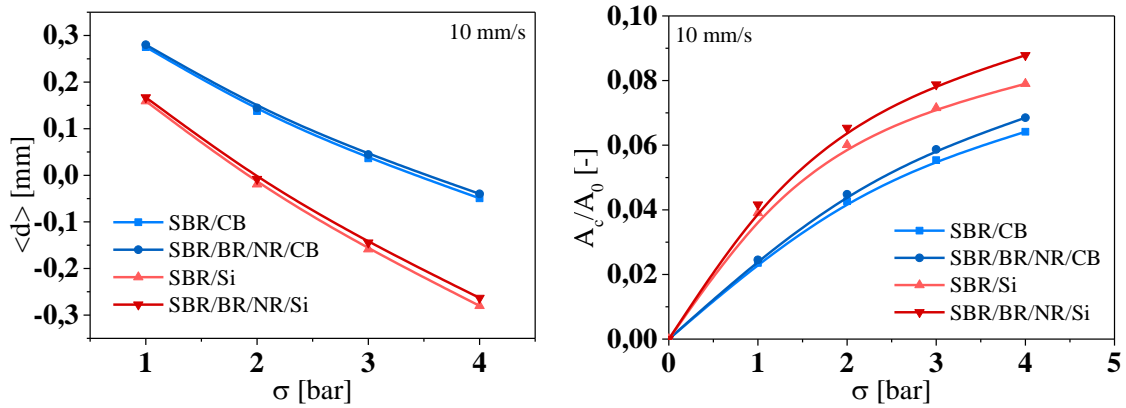 10 mm/s
<d> [mm]
0,3
0,2
0,1
0,0
-0,1
-0,2
-0,3
SBR/CB
SBR/BR/NR/CB
SBR/Si
SBR/BR/NR/Si
1 2 3 4
σ [bar]
10 mm/s
A_c/A_0 [-]
0,10
0,08
0,06
0,04
0,02
0,00
SBR/CB
SBR/BR/NR/CB
SBR/Si
SBR/BR/NR/Si
0 1 2 3 4 5
σ [bar]